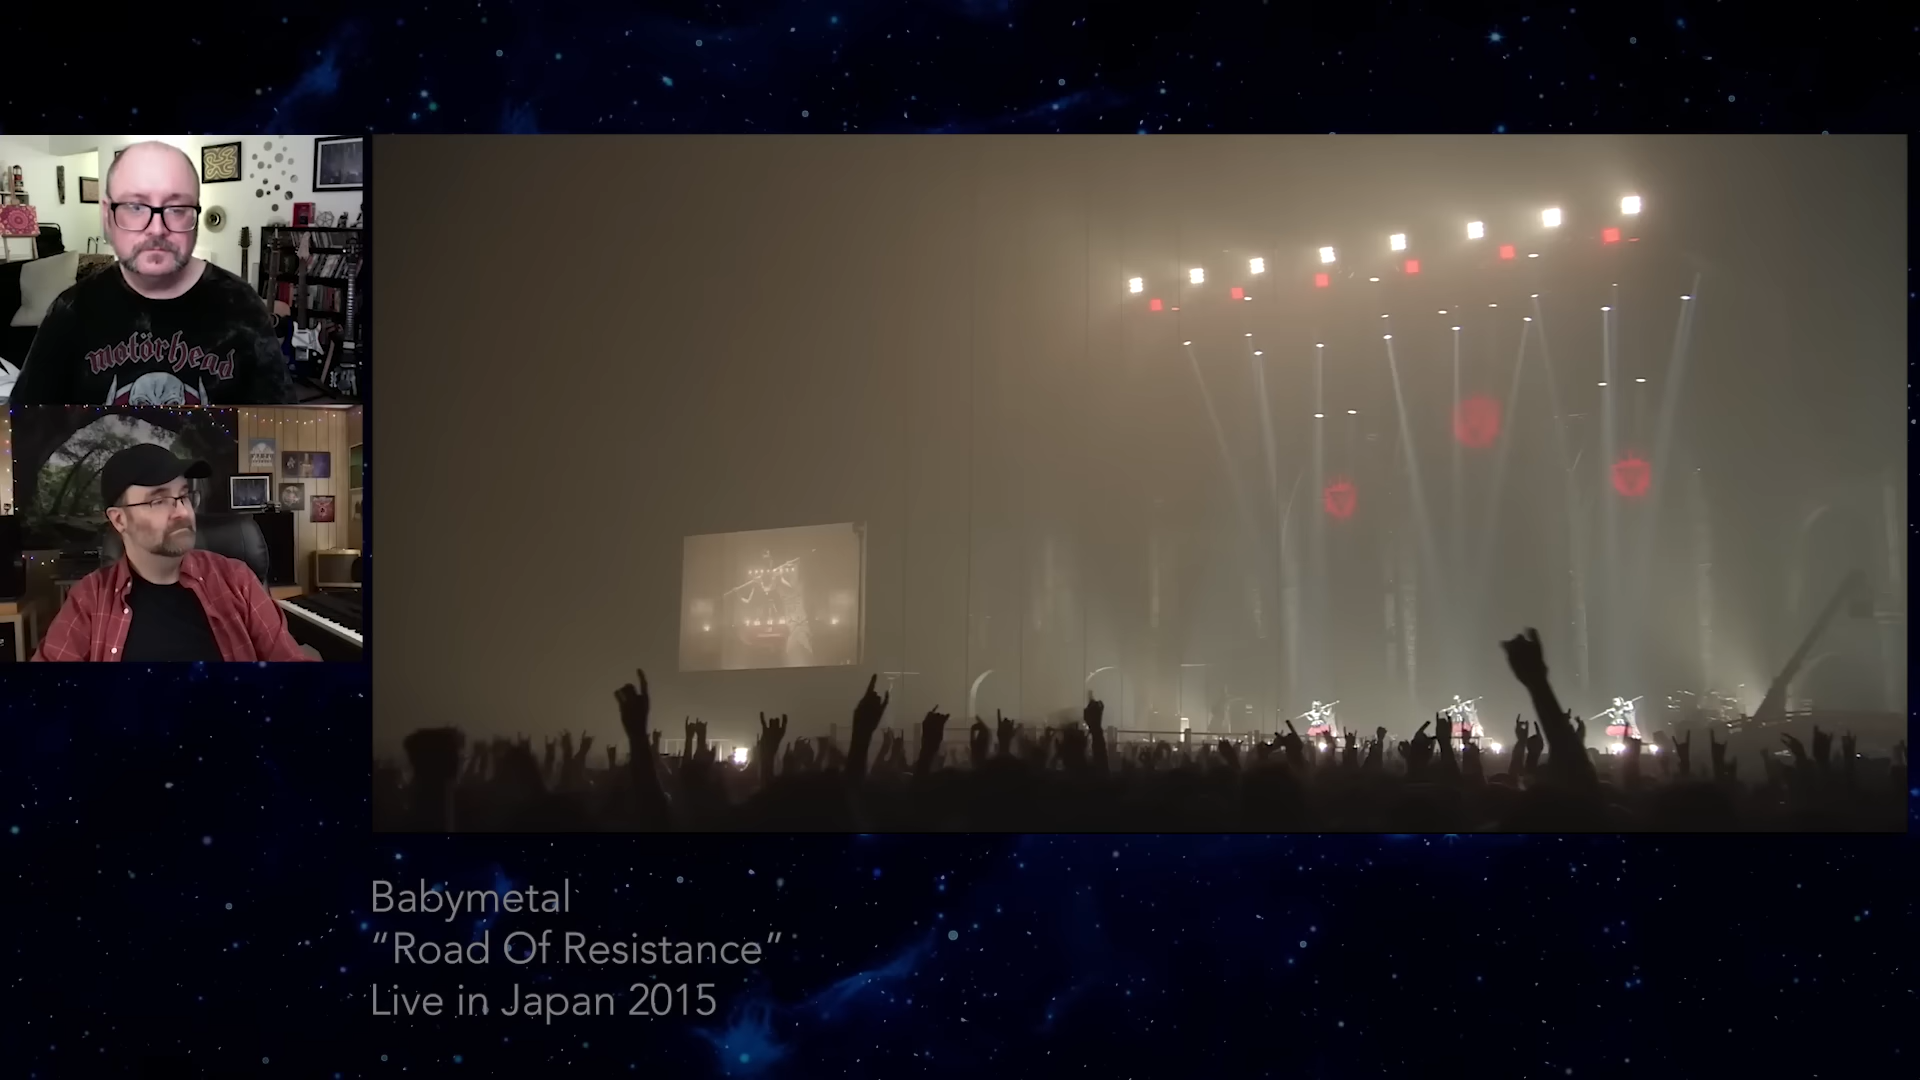 motörhead
Babymetal
“Road Of Resistance”
Live in Japan 2015